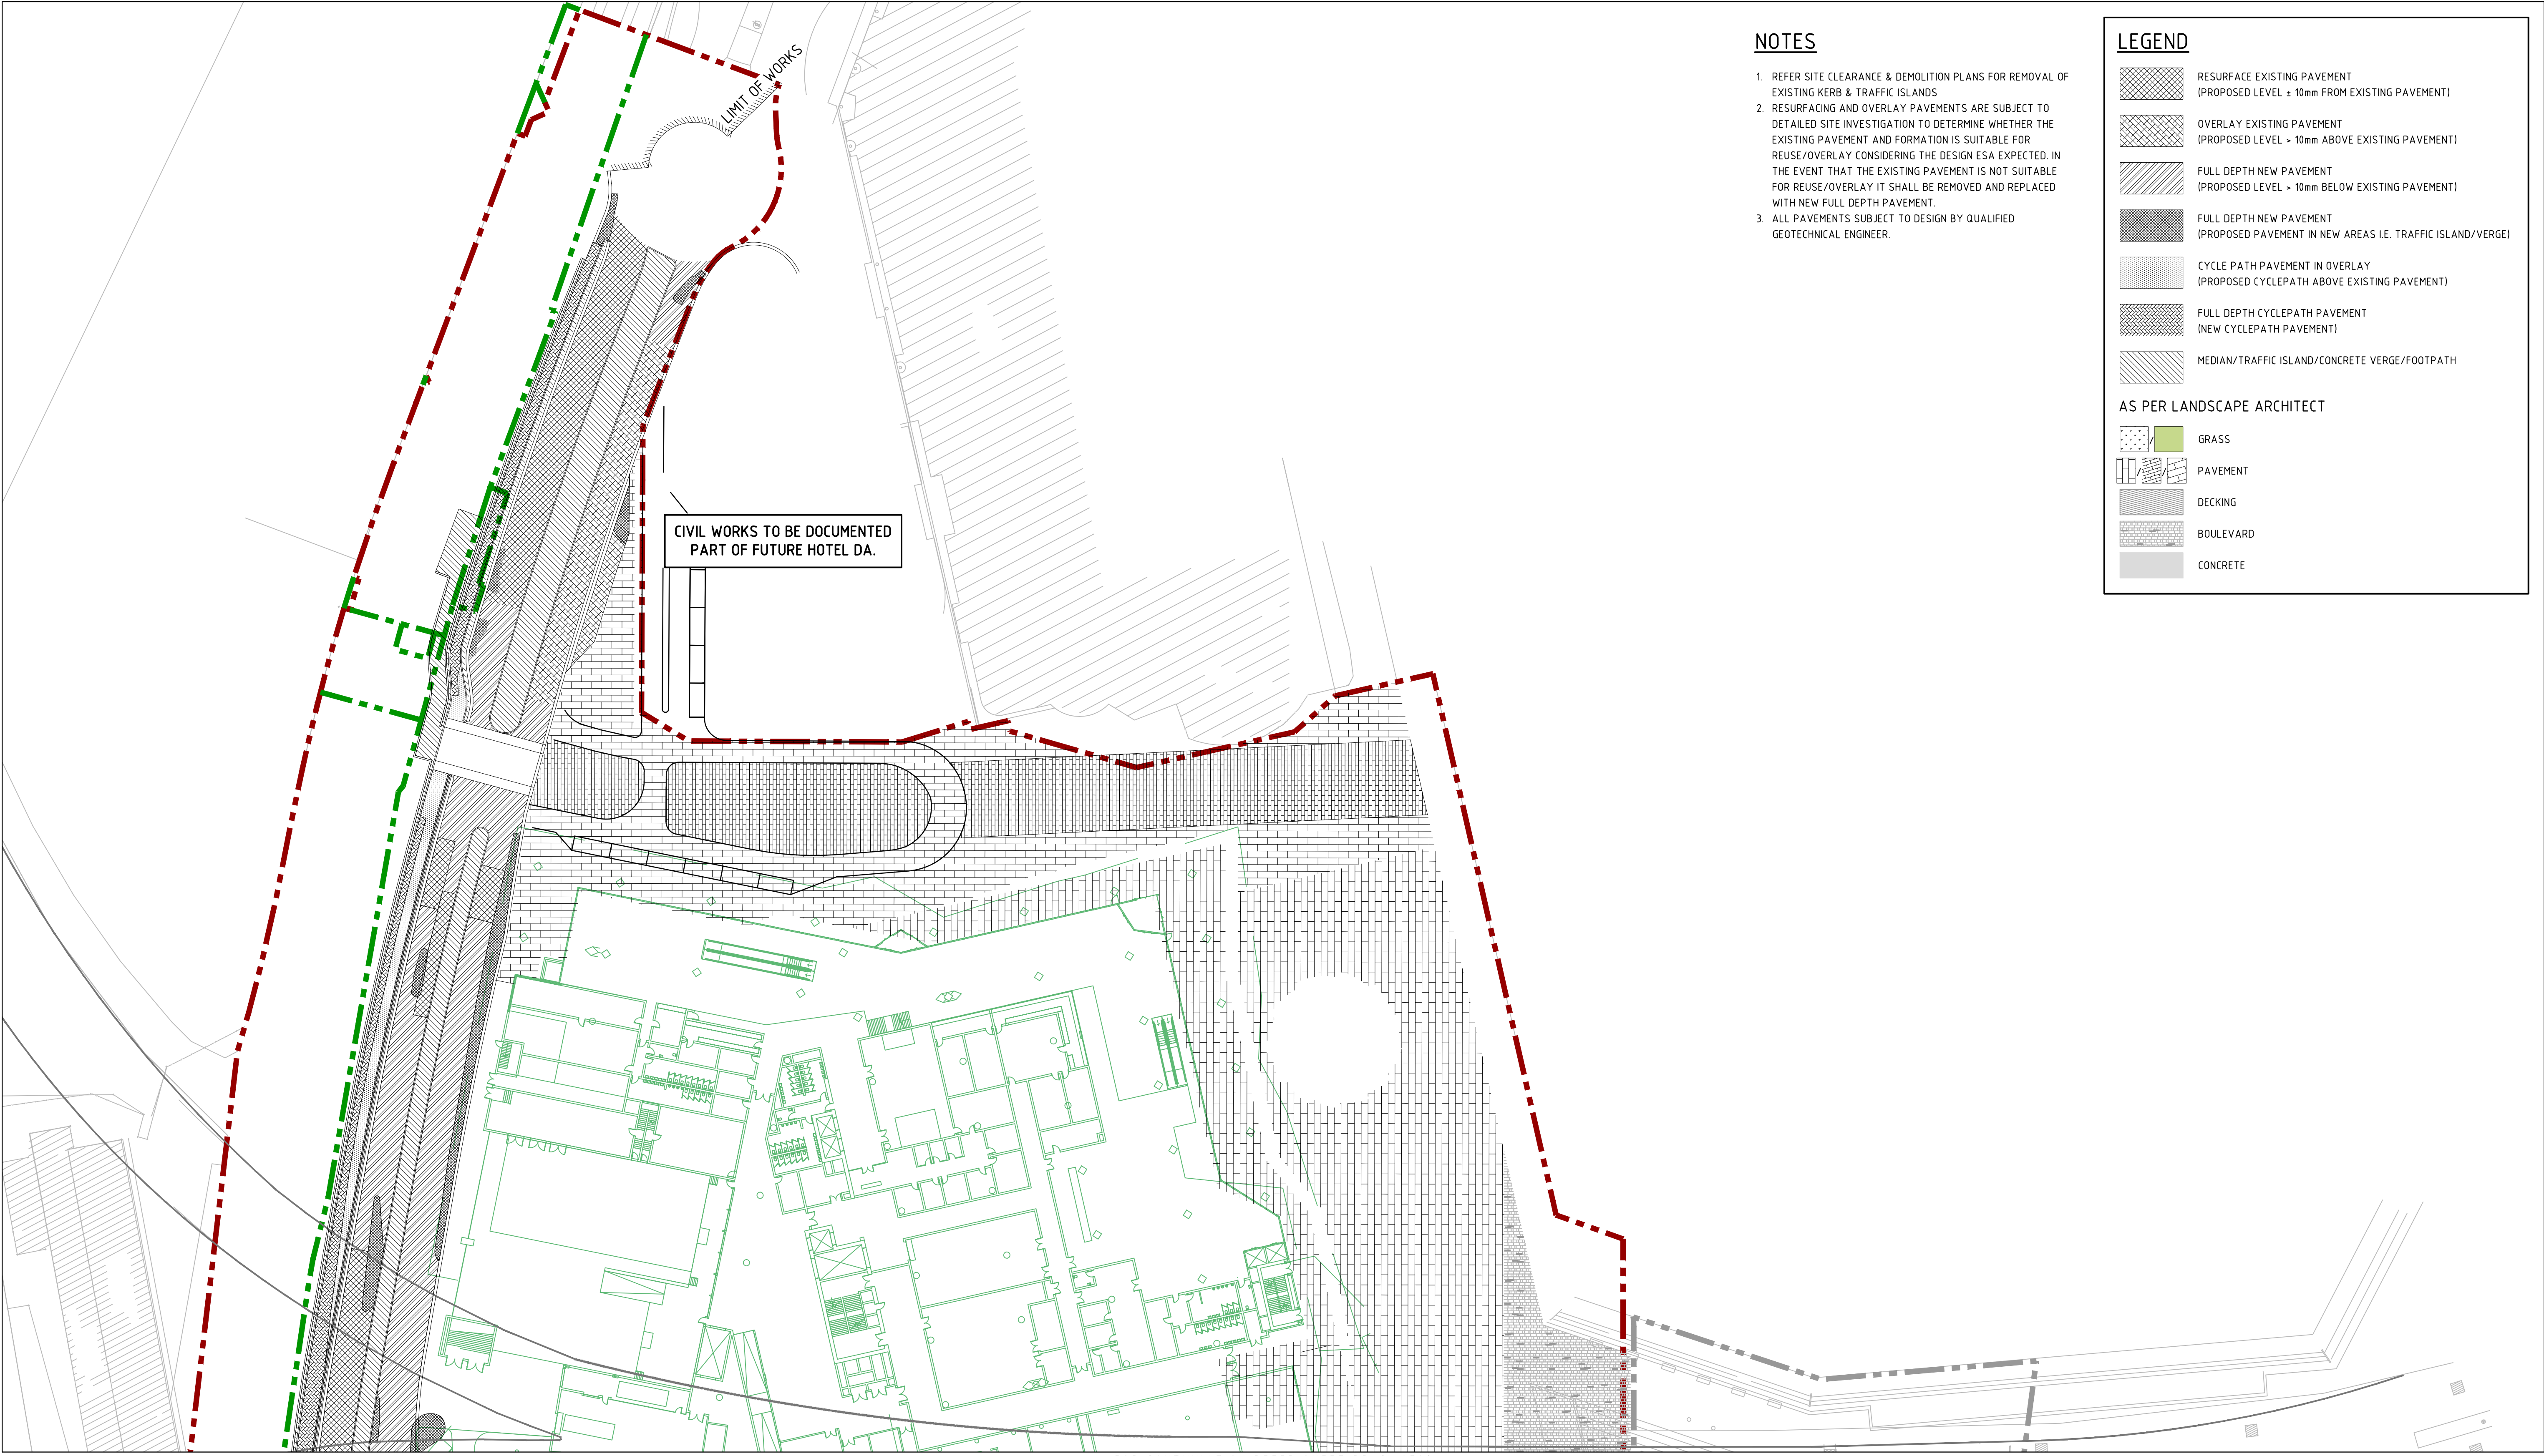 LIMIT OF WORKS
CIVIL WORKS TO BE DOCUMENTED
PART OF FUTURE HOTEL DA.
NOTES
1. REFER SITE CLEARANCE & DEMOLITION PLANS FOR REMOVAL OF
EXISTING KERB & TRAFFIC ISLANDS
2. RESURFACING AND OVERLAY PAVEMENTS ARE SUBJECT TO
DETAILED SITE INVESTIGATION TO DETERMINE WHETHER THE
EXISTING PAVEMENT AND FORMATION IS SUITABLE FOR
REUSE/OVERLAY CONSIDERING THE DESIGN ESA EXPECTED. IN
THE EVENT THAT THE EXISTING PAVEMENT IS NOT SUITABLE
FOR REUSE/OVERLAY IT SHALL BE REMOVED AND REPLACED
WITH NEW FULL DEPTH PAVEMENT.
3. ALL PAVEMENTS SUBJECT TO DESIGN BY QUALIFIED
GEOTECHNICAL ENGINEER.
LEGEND
RESURFACE EXISTING PAVEMENT
(PROPOSED LEVEL ± 10mm FROM EXISTING PAVEMENT)
OVERLAY EXISTING PAVEMENT
(PROPOSED LEVEL > 10mm ABOVE EXISTING PAVEMENT)
FULL DEPTH NEW PAVEMENT
(PROPOSED LEVEL > 10mm BELOW EXISTING PAVEMENT)
FULL DEPTH NEW PAVEMENT
(PROPOSED PAVEMENT IN NEW AREAS I.E. TRAFFIC ISLAND/VERGE)
CYCLE PATH PAVEMENT IN OVERLAY
(PROPOSED CYCLEPATH ABOVE EXISTING PAVEMENT)
FULL DEPTH CYCLEPATH PAVEMENT
(NEW CYCLEPATH PAVEMENT)
MEDIAN/TRAFFIC ISLAND/CONCRETE VERGE/FOOTPATH
AS PER LANDSCAPE ARCHITECT
/ GRASS
/ / PAVEMENT
DECKING
BOULEVARD
CONCRETE